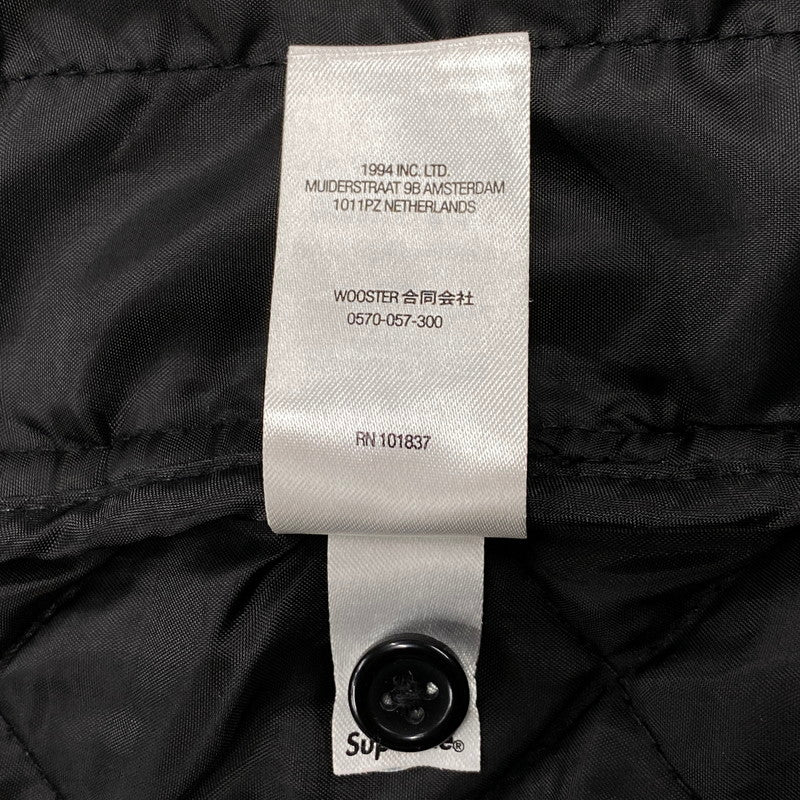 1994 INC. LTD.
MUIDERSTRAAT 9B AMSTERDAM
1011PZ NETHERLANDS
WOOSTER 合同会社
0570-057-300
RN 101837